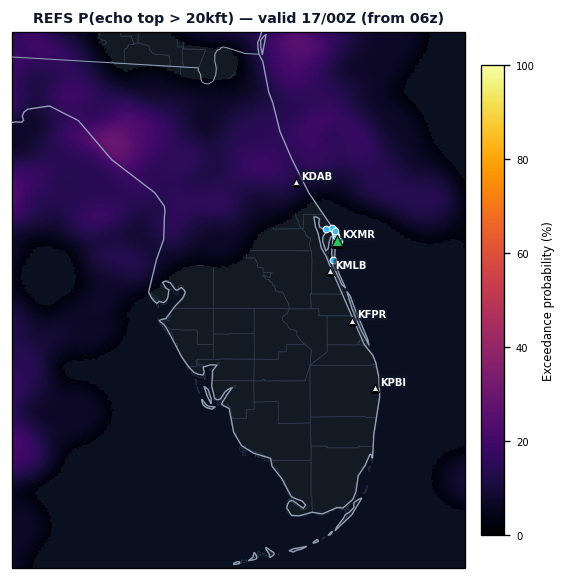 REFS P(echo top > 20kft) — valid 17/00Z (from 06z)
KDAB
KXMR
KMLB
KFPR
KPBI
100
80
60
40
20
0
Exceedance probability (%)